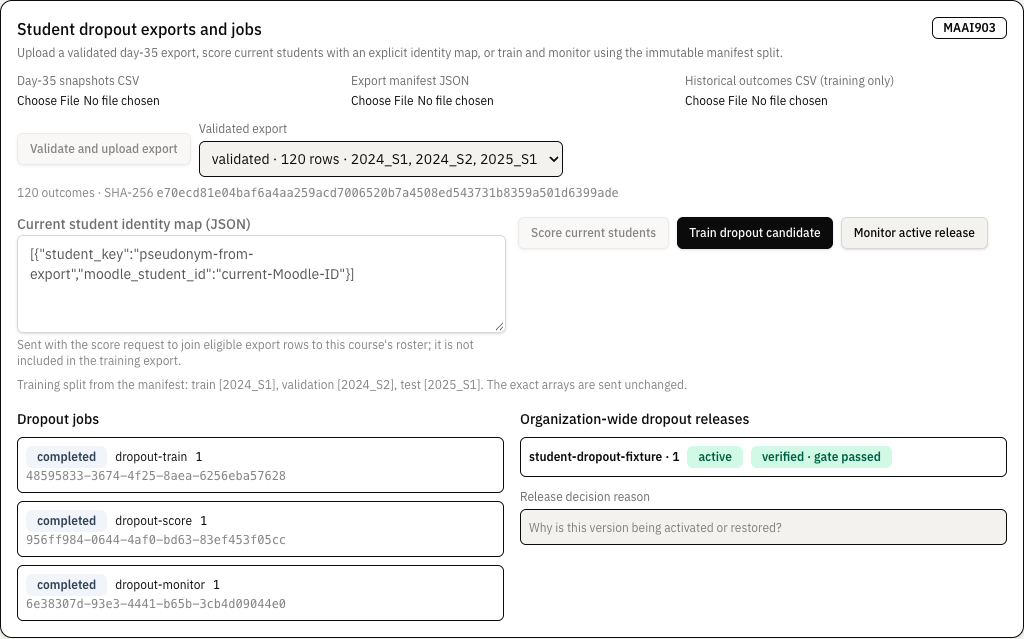 Student dropout exports and jobs
MAAI903
Upload a validated day-35 export, score current students with an explicit identity map, or train and monitor using the immutable manifest split.
Day-35 snapshots CSV
Export manifest JSON
Historical outcomes CSV (training only)
Choose File No file chosen
Choose File No file chosen
Choose File No file chosen
Validate and upload export
Validated export
validated · 120 rows · 2024_S1, 2024_S2, 2025_S1
120 outcomes · SHA-256 e70ecd81e04baf6a4aa259acd7006520b7a4508ed543731b8359a501d6399ade
Current student identity map (JSON)
Score current students
Train dropout candidate
Monitor active release
[{"student_key":"pseudonym-from-
export","moodle_student_id":"current-Moodle-ID"}]
Sent with the score request to join eligible export rows to this course's roster; it is not
included in the training export.
Training split from the manifest: train [2024_S1], validation [2024_S2], test [2025_S1]. The exact arrays are sent unchanged.
Dropout jobs
completed dropout-train 1
48595833-3674-4f25-8aea-6256eba57628
completed dropout-score 1
956ff984-0644-4af0-bd63-83ef453f05cc
completed dropout-monitor 1
6e38307d-93e3-4441-b65b-3cb4d09044e0
Organization-wide dropout releases
student-dropout-fixture · 1 active verified · gate passed
Release decision reason
Why is this version being activated or restored?